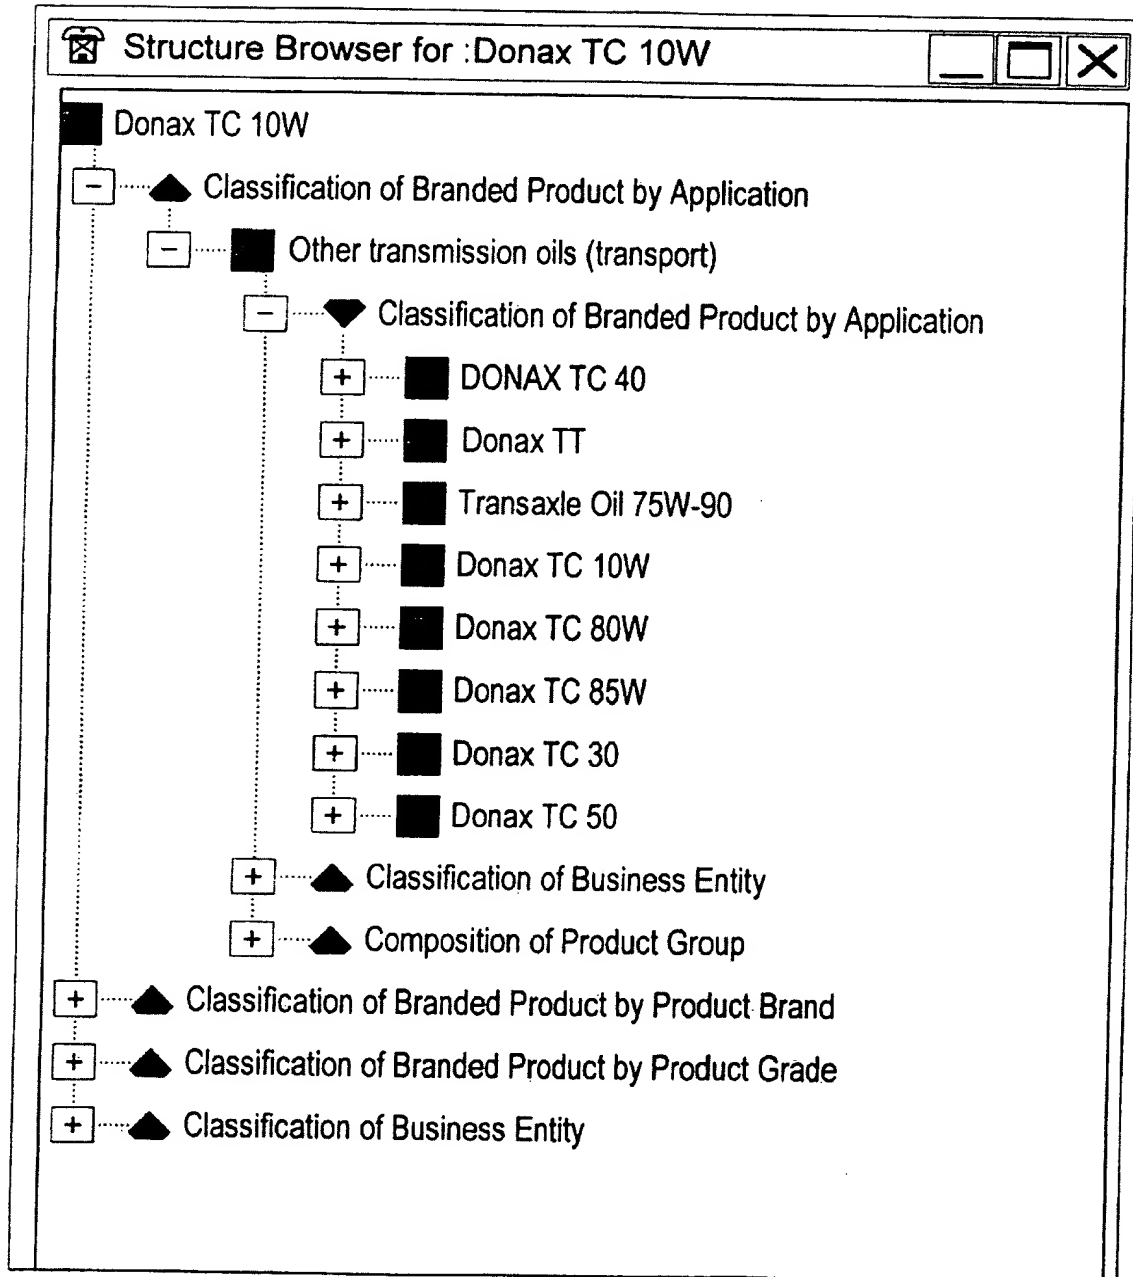 Structure Browser for :Donax TC 10W
Donax TC 10W
Classification of Branded Product by Application
Other transmission oils (transport)
Classification of Branded Product by Application
DONAX TC 40
Donax TT
Transaxle Oil 75W-90
Donax TC 10W
Donax TC 80W
Donax TC 85W
Donax TC 30
Donax TC 50
Classification of Business Entity
Composition of Product Group
Classification of Branded Product by Product Brand
Classification of Branded Product by Product Grade
Classification of Business Entity